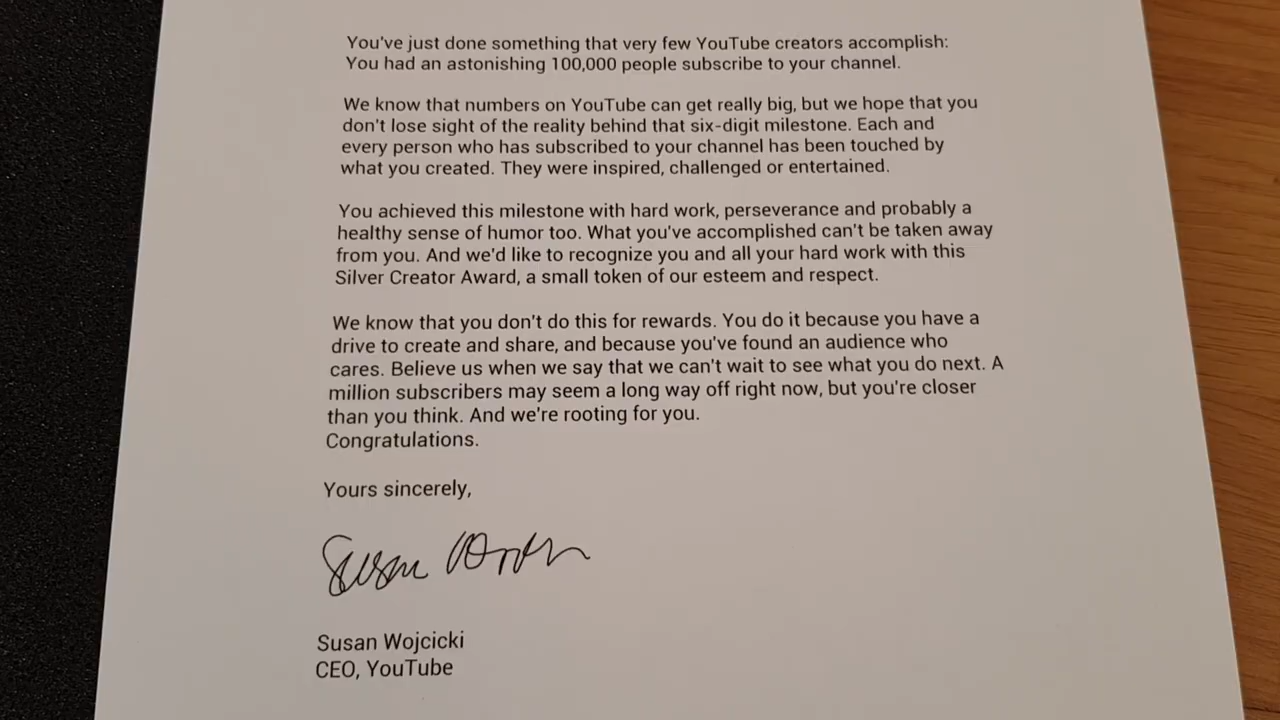 You've just done something that very few YouTube creators accomplish:
You had an astonishing 100,000 people subscribe to your channel.
We know that numbers on YouTube can get really big, but we hope that you
don't lose sight of the reality behind that six-digit milestone. Each and
every person who has subscribed to your channel has been touched by
what you created. They were inspired, challenged or entertained.
You achieved this milestone with hard work, perseverance and probably a
healthy sense of humor too. What you've accomplished can't be taken away
from you. And we'd like to recognize you and all your hard work with this
Silver Creator Award, a small token of our esteem and respect.
We know that you don't do this for rewards. You do it because you have a
drive to create and share, and because you've found an audience who
cares. Believe us when we say that we can't wait to see what you do next. A
million subscribers may seem a long way off right now, but you're closer
than you think. And we're rooting for you.
Congratulations.
Yours sincerely,
Susan
Susan Wojcicki
CEO, YouTube